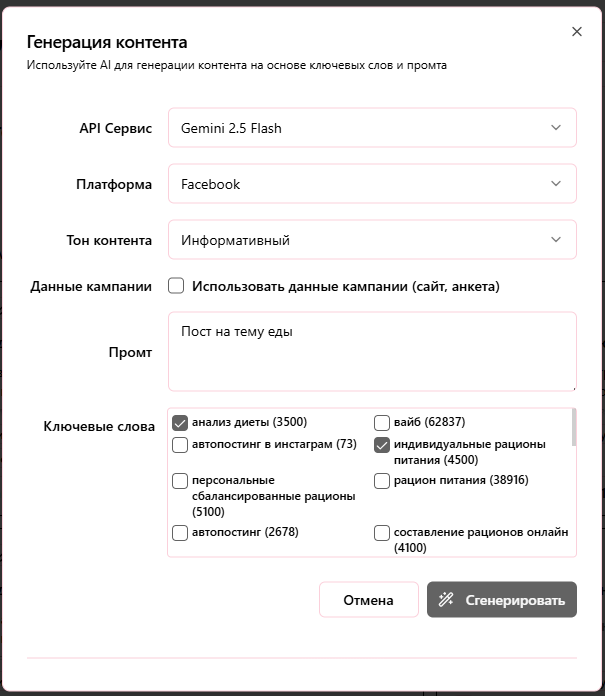 Генерация контента
Используйте AI для генерации контента на основе ключевых слов и промта
API Сервис
Gemini 2.5 Flash
Платформа
Facebook
Тон контента
Информативный
Данные кампании
Использовать данные кампании (сайт, анкета)
Промт
Пост на тему еды
Ключевые слова
анализ диеты (3500)
вайб (62837)
автопостинг в инстаграм (73)
индивидуальные рационы
питания (4500)
персональные
сбалансированные рационы
(5100)
рацион питания (38916)
автопостинг (2678)
составление рационов онлайн
(4100)
Отмена
Сгенерировать